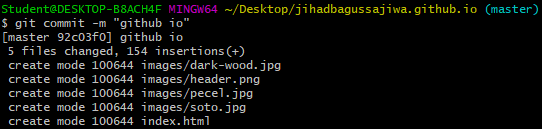 Student@DESKTOP-B8ACH4F MINGW64 ~/Desktop/jihadbagussajiwa.github.io (master)
$ git commit -m "github io"
[master 92c03f0] github io
 5 files changed, 154 insertions(+)
 create mode 100644 images/dark-wood.jpg
 create mode 100644 images/header.png
 create mode 100644 images/pecel.jpg
 create mode 100644 images/soto.jpg
 create mode 100644 index.html